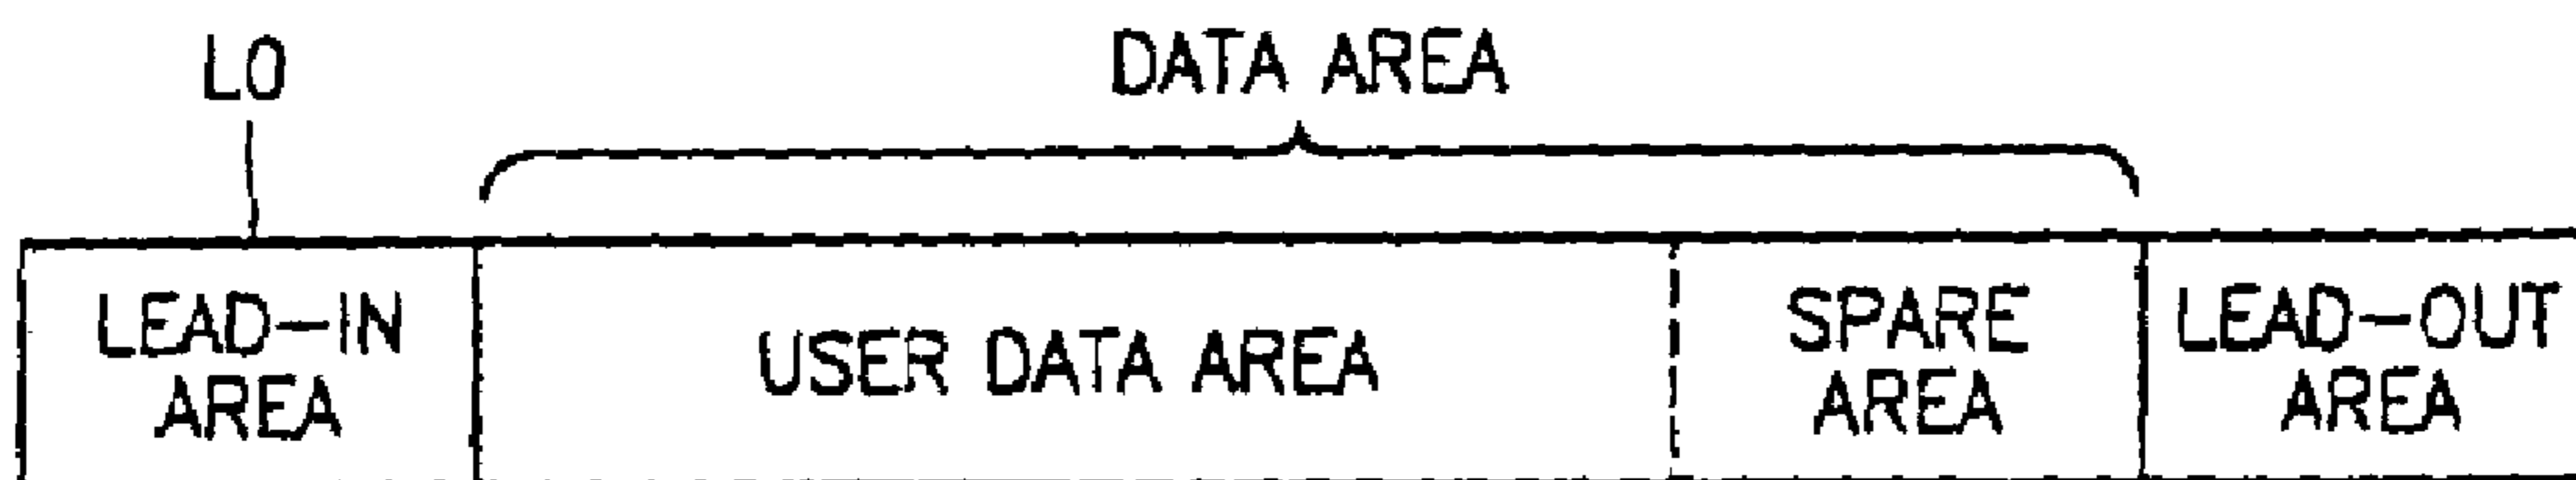 L0
DATA AREA
LEAD-IN
AREA
USER DATA AREA
SPARE
AREA
LEAD-OUT
AREA